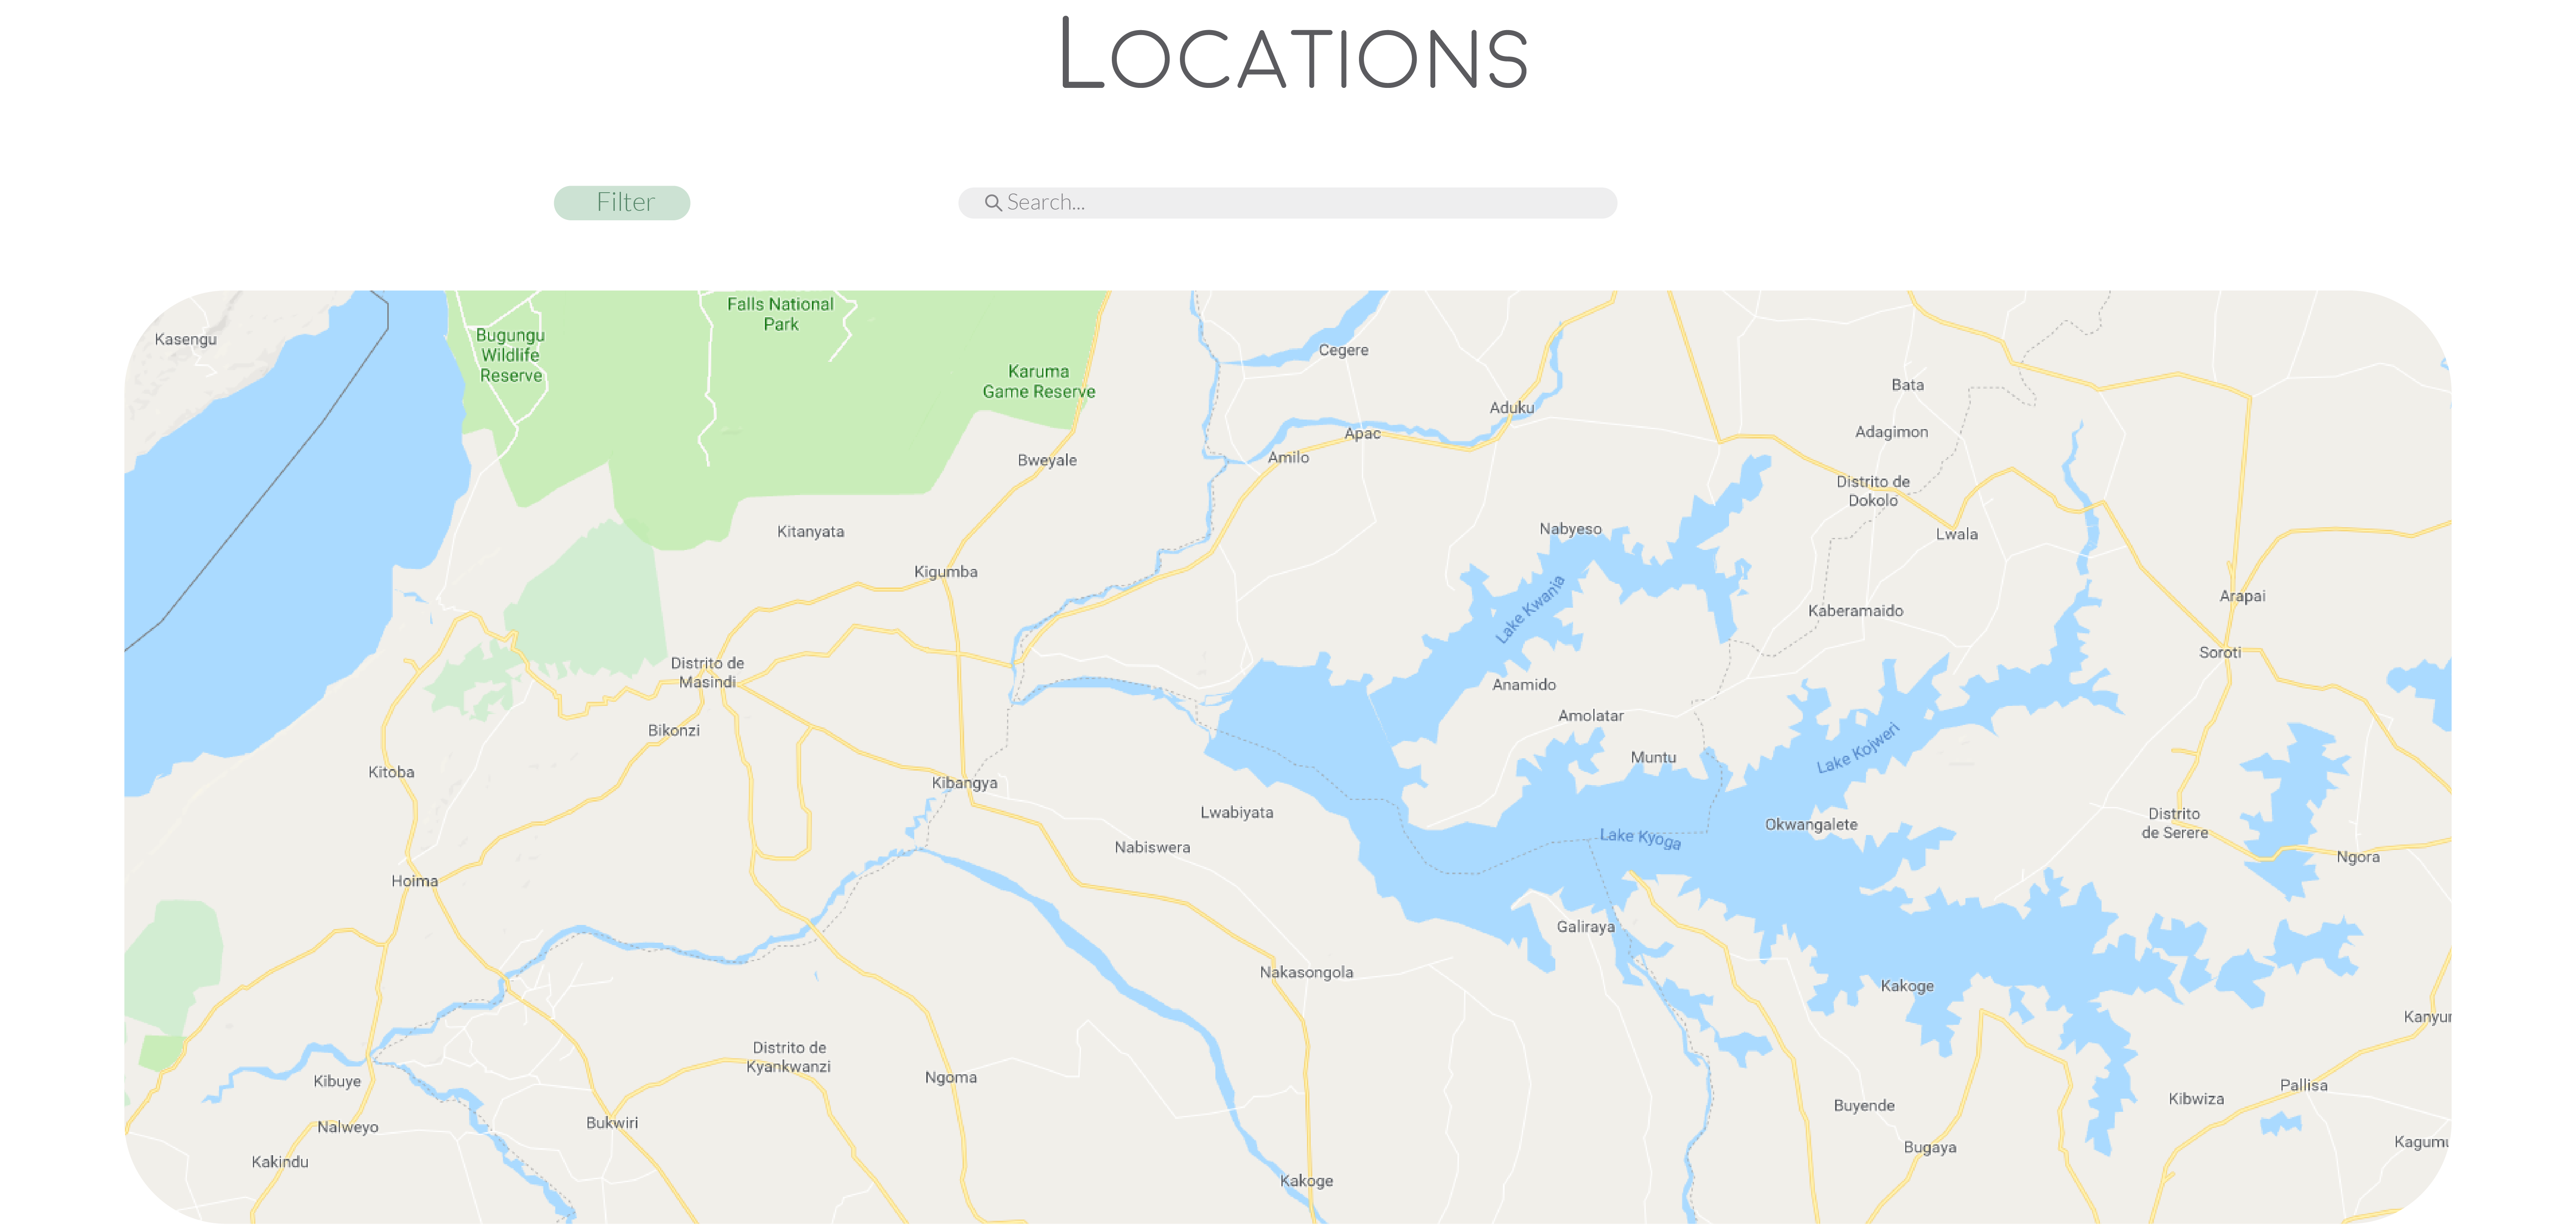 Locations
Filter
Search...
Falls National
Park
Kasengu
Bugungu
Wildlife
Reserve
Cegere
Karuma
Game Reserve
Bata
Aduku
Apac
Adagimon
Amilo
Bweyale
Distrito de
Dokolo
Kitanyata
Nabyeso
Lwala
Kigumba
Lake Kwania
Arapai
Kaberamaido
Soroti
Distrito de
Masindi
Anamido
Amolatar
Bikonzi
Lake Kojweri
Muntu
Kitoba
Kibangya
Lwabiyata
Distrito
de Serere
Okwangalete
Lake Kyoga
Nabiswera
Ngora
Hoima
Galiraya
Nakasongola
Kakoge
Kanyur
Distrito de
Kyankwanzi
Ngoma
Kibuye
Pallisa
Kibwiza
Buyende
Bukwiri
Nalweyo
Kagumu
Bugaya
Kakindu
Kakoge